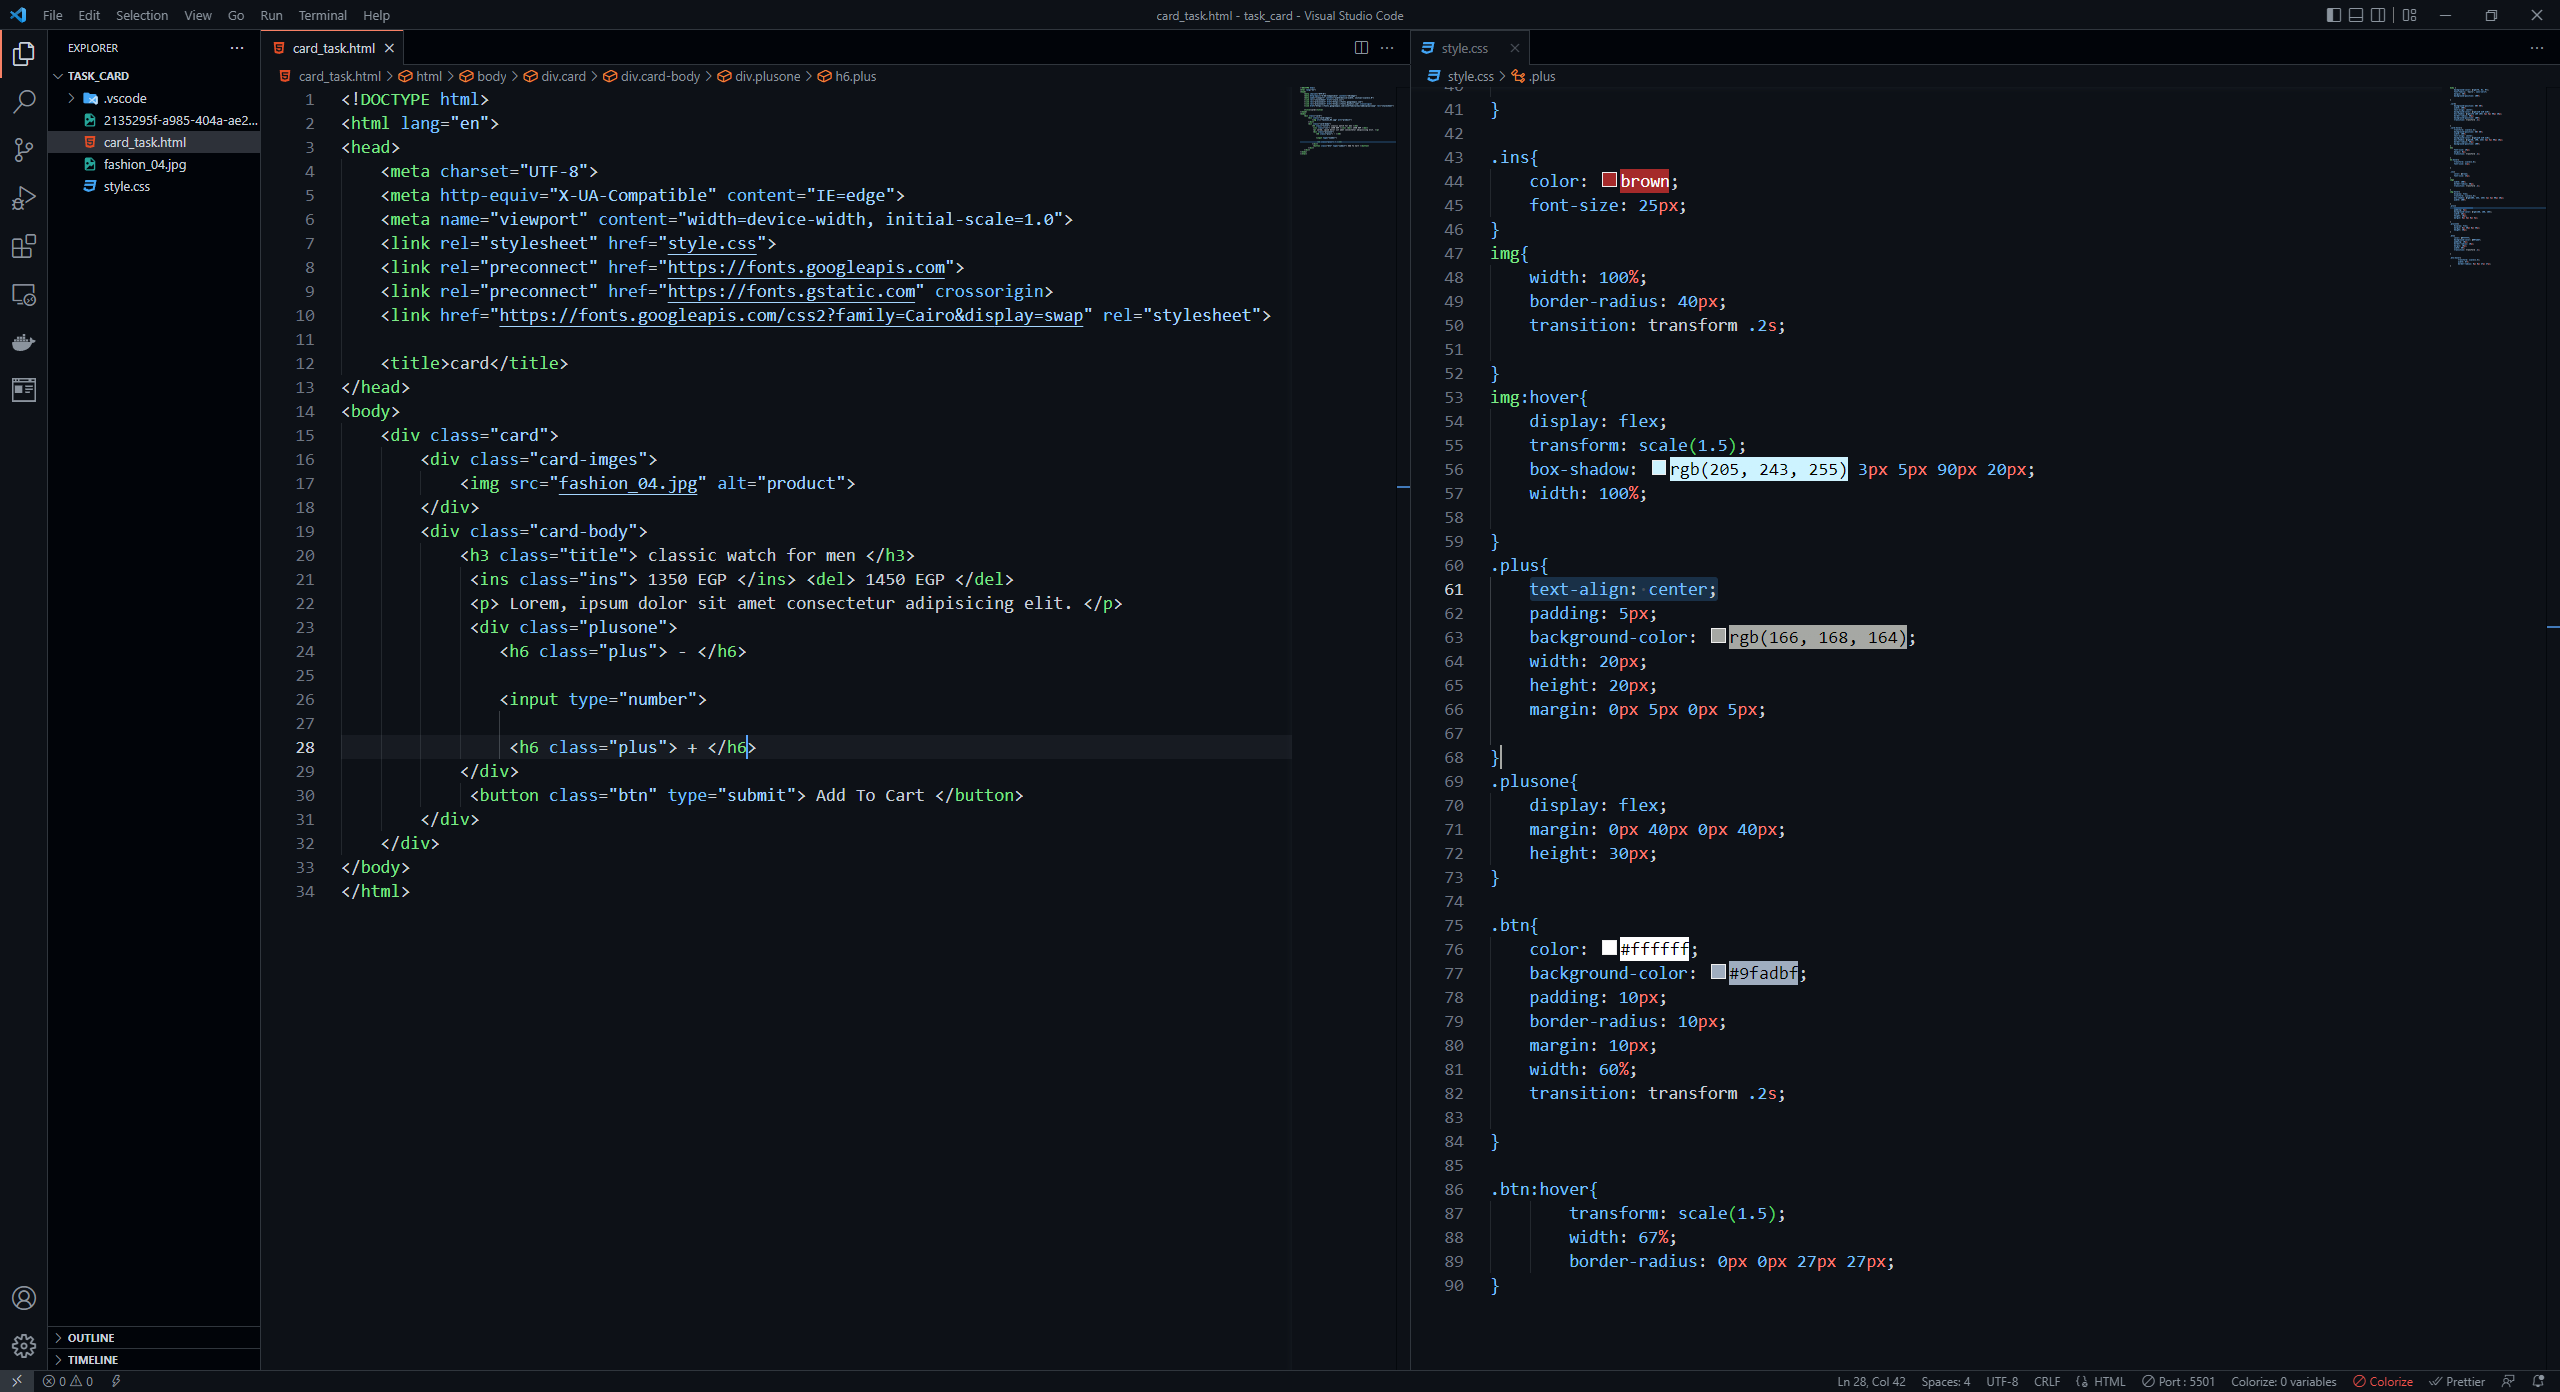 File Edit Selection View Go Run Terminal Help
card_task.html - task_card - Visual Studio Code
EXPLORER
TASK_CARD
.vscode
2135295f-a985-404a-ae2...
card_task.html
fashion_04.jpg
style.css
OUTLINE
TIMELINE
card_task.html
card_task.html > html > body > div.card > div.card-body > div.plusone > h6.plus
1 <!DOCTYPE html>
2 <html lang="en">
3 <head>
4 <meta charset="UTF-8">
5 <meta http-equiv="X-UA-Compatible" content="IE=edge">
6 <meta name="viewport" content="width=device-width, initial-scale=1.0">
7 <link rel="stylesheet" href="style.css">
8 <link rel="preconnect" href="https://fonts.googleapis.com">
9 <link rel="preconnect" href="https://fonts.gstatic.com" crossorigin>
10 <link href="https://fonts.googleapis.com/css2?family=Cairo&display=swap" rel="stylesheet">
11
12 <title>card</title>
13 </head>
14 <body>
15 <div class="card">
16 <div class="card-imges">
17 <img src="fashion_04.jpg" alt="product">
18 </div>
19 <div class="card-body">
20 <h3 class="title"> classic watch for men </h3>
21 <ins class="ins"> 1350 EGP </ins> <del> 1450 EGP </del>
22 <p> Lorem, ipsum dolor sit amet consectetur adipisicing elit. </p>
23 <div class="plusone">
24 <h6 class="plus"> - </h6>
25
26 <input type="number">
27
28 <h6 class="plus"> + </h6>
29 </div>
30 <button class="btn" type="submit"> Add To Cart </button>
31 </div>
32 </div>
33 </body>
34 </html>
style.css
style.css > .plus
40
41 }
42
43 .ins{
44 color: brown;
45 font-size: 25px;
46 }
47 img{
48 width: 100%;
49 border-radius: 40px;
50 transition: transform .2s;
51
52 }
53 img:hover{
54 display: flex;
55 transform: scale(1.5);
56 box-shadow: rgb(205, 243, 255) 3px 5px 90px 20px;
57 width: 100%;
58
59 }
60 .plus{
61 text-align: center;
62 padding: 5px;
63 background-color: rgb(166, 168, 164);
64 width: 20px;
65 height: 20px;
66 margin: 0px 5px 0px 5px;
67
68 }
69 .plusone{
70 display: flex;
71 margin: 0px 40px 0px 40px;
72 height: 30px;
73 }
74
75 .btn{
76 color: #ffffff;
77 background-color: #9fadbf;
78 padding: 10px;
79 border-radius: 10px;
80 margin: 10px;
81 width: 60%;
82 transition: transform .2s;
83
84 }
85
86 .btn:hover{
87 transform: scale(1.5);
88 width: 67%;
89 border-radius: 0px 0px 27px 27px;
90 }
0 0 Ln 28, Col 42 Spaces: 4 UTF-8 CRLF HTML Port : 5501 Colorize: 0 variables Colorize Prettier